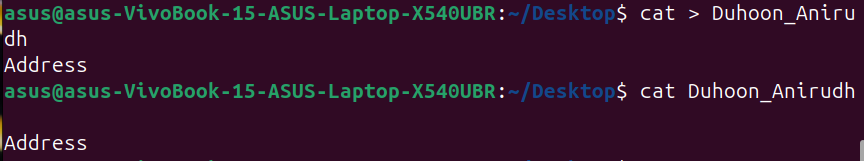 asus@asus-VivoBook-15-ASUS-Laptop-X540UBR:~/Desktop$ cat > Duhoon_Aniru
dh
Address
asus@asus-VivoBook-15-ASUS-Laptop-X540UBR:~/Desktop$ cat Duhoon_Anirudh
Address